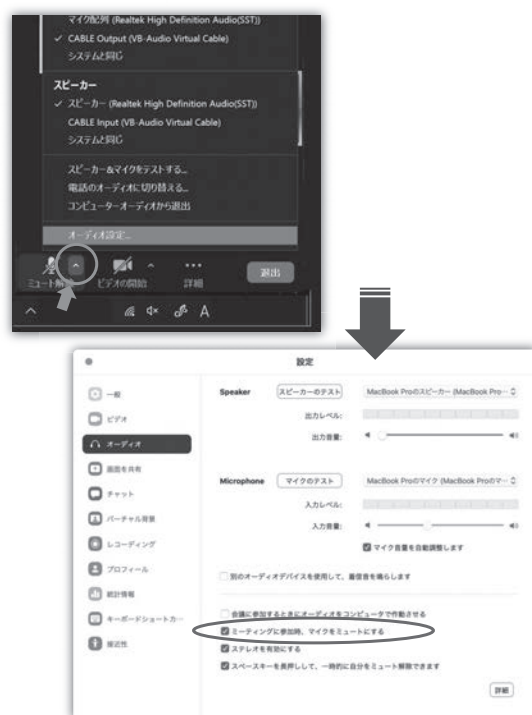 マイク配列 (Realtek High Definition Audio(SST))
✓ CABLE Output (VB-Audio Virtual Cable)
システムと同じ
スピーカー
✓ スピーカー (Realtek High Definition Audio(SST))
CABLE Input (VB-Audio Virtual Cable)
システムと同じ
スピーカー&マイクをテストする...
電話のオーディオに切り替える...
コンピューターオーディオから退出
オーディオ設定...
ミュート解除 ビデオの開始 詳細 退出
A
設定
一般
ビデオ
オーディオ
画面を共有
チャット
バーチャル背景
レコーディング
プロフィール
統計情報
キーボードショートカ...
接近性
Speaker スピーカーのテスト MacBook Proのスピーカー (MacBook Pro...
出力レベル:
出力音量:
Microphone マイクのテスト MacBook Proのマイク (MacBook Proのマ...
入力レベル:
入力音量:
マイク音量を自動調整します
別のオーディオデバイスを使用して、着信音を鳴らします
会議に参加するときにオーディオをコンピュータで作動させる
ミーティングに参加時、マイクをミュートにする
ステレオを有効にする
スペースキーを長押しして、一時的に自分をミュート解除できます
詳細